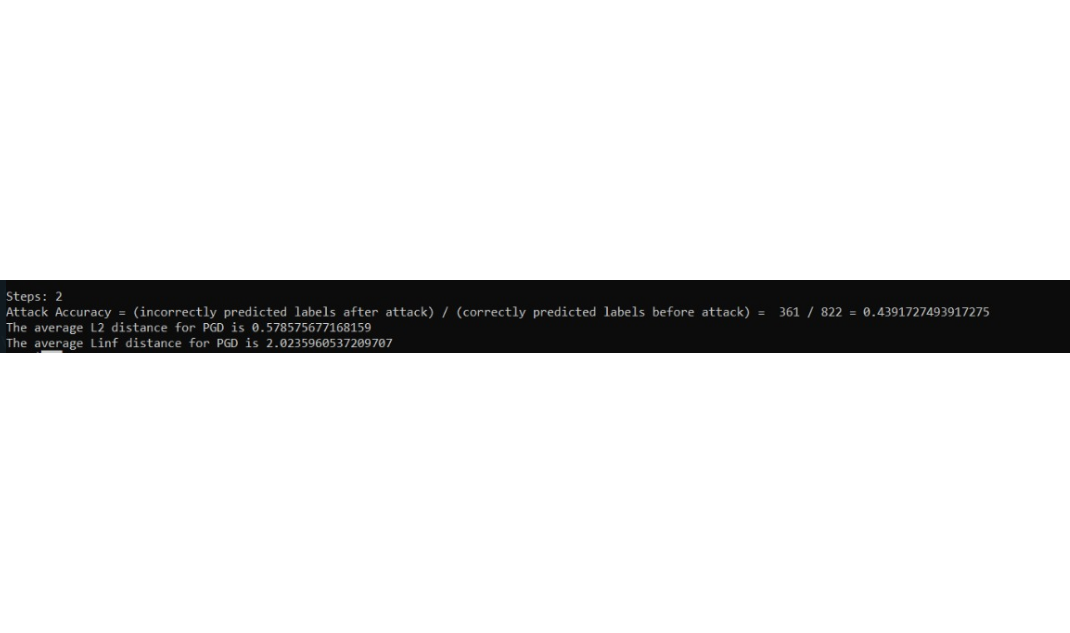 Steps: 2
Attack Accuracy = (incorrectly predicted labels after attack) / (correctly predicted labels before attack) =  361 / 822 = 0.4391727493917275
The average L2 distance for PGD is 0.578575677168159
The average Linf distance for PGD is 2.0235960537209707